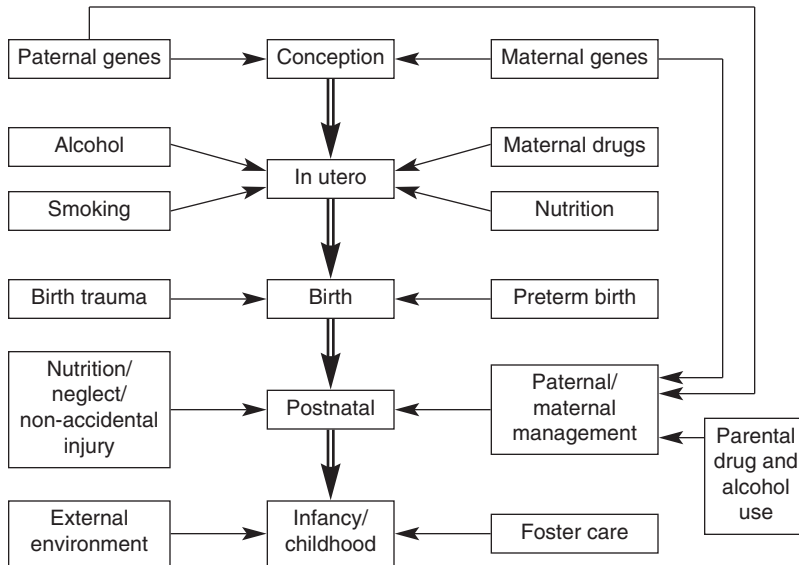 Paternal genes
Conception
Maternal genes
Alcohol
Maternal drugs
In utero
Smoking
Nutrition
Birth trauma
Birth
Preterm birth
Nutrition/
neglect/
non-accidental
injury
Postnatal
Paternal/
maternal
management
Parental
drug and
alcohol
use
External
environment
Infancy/
childhood
Foster care